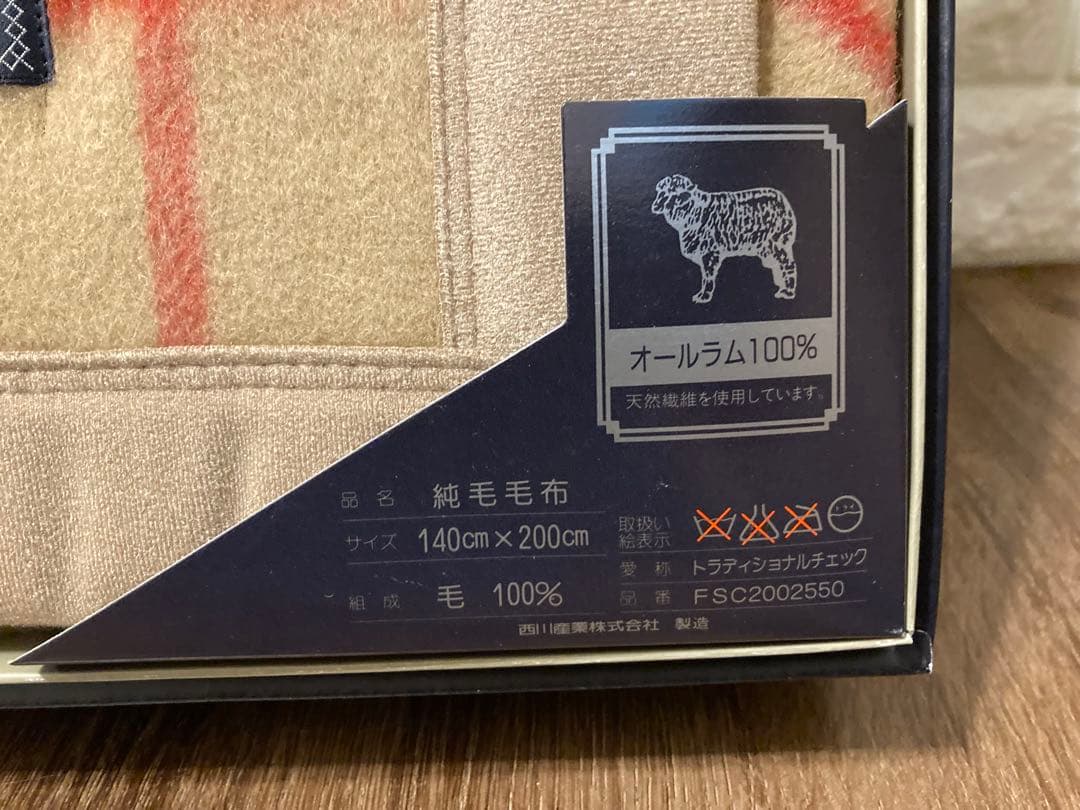 オールラム100%
天然繊維を使用しています。
品名 純毛毛布
サイズ 140cm×200cm
組成 毛 100%
取扱い
絵表示
ドライ
愛称 トラディショナルチェック
品番 FSC2002550
西川産業株式会社 製造